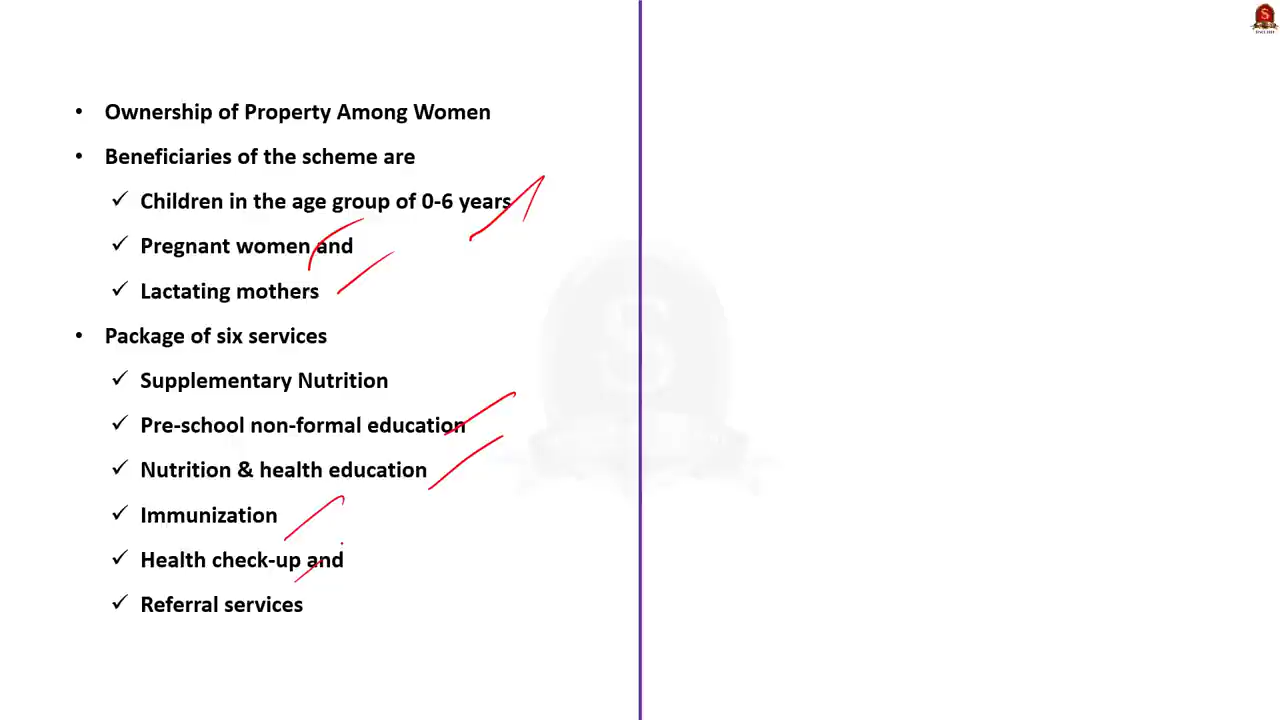 Ownership of Property Among Women
Beneficiaries of the scheme are
Children in the age group of 0-6 years
Pregnant women and
Lactating mothers
Package of six services
Supplementary Nutrition
Pre-school non-formal education
Nutrition & health education
Immunization
Health check-up and
Referral services